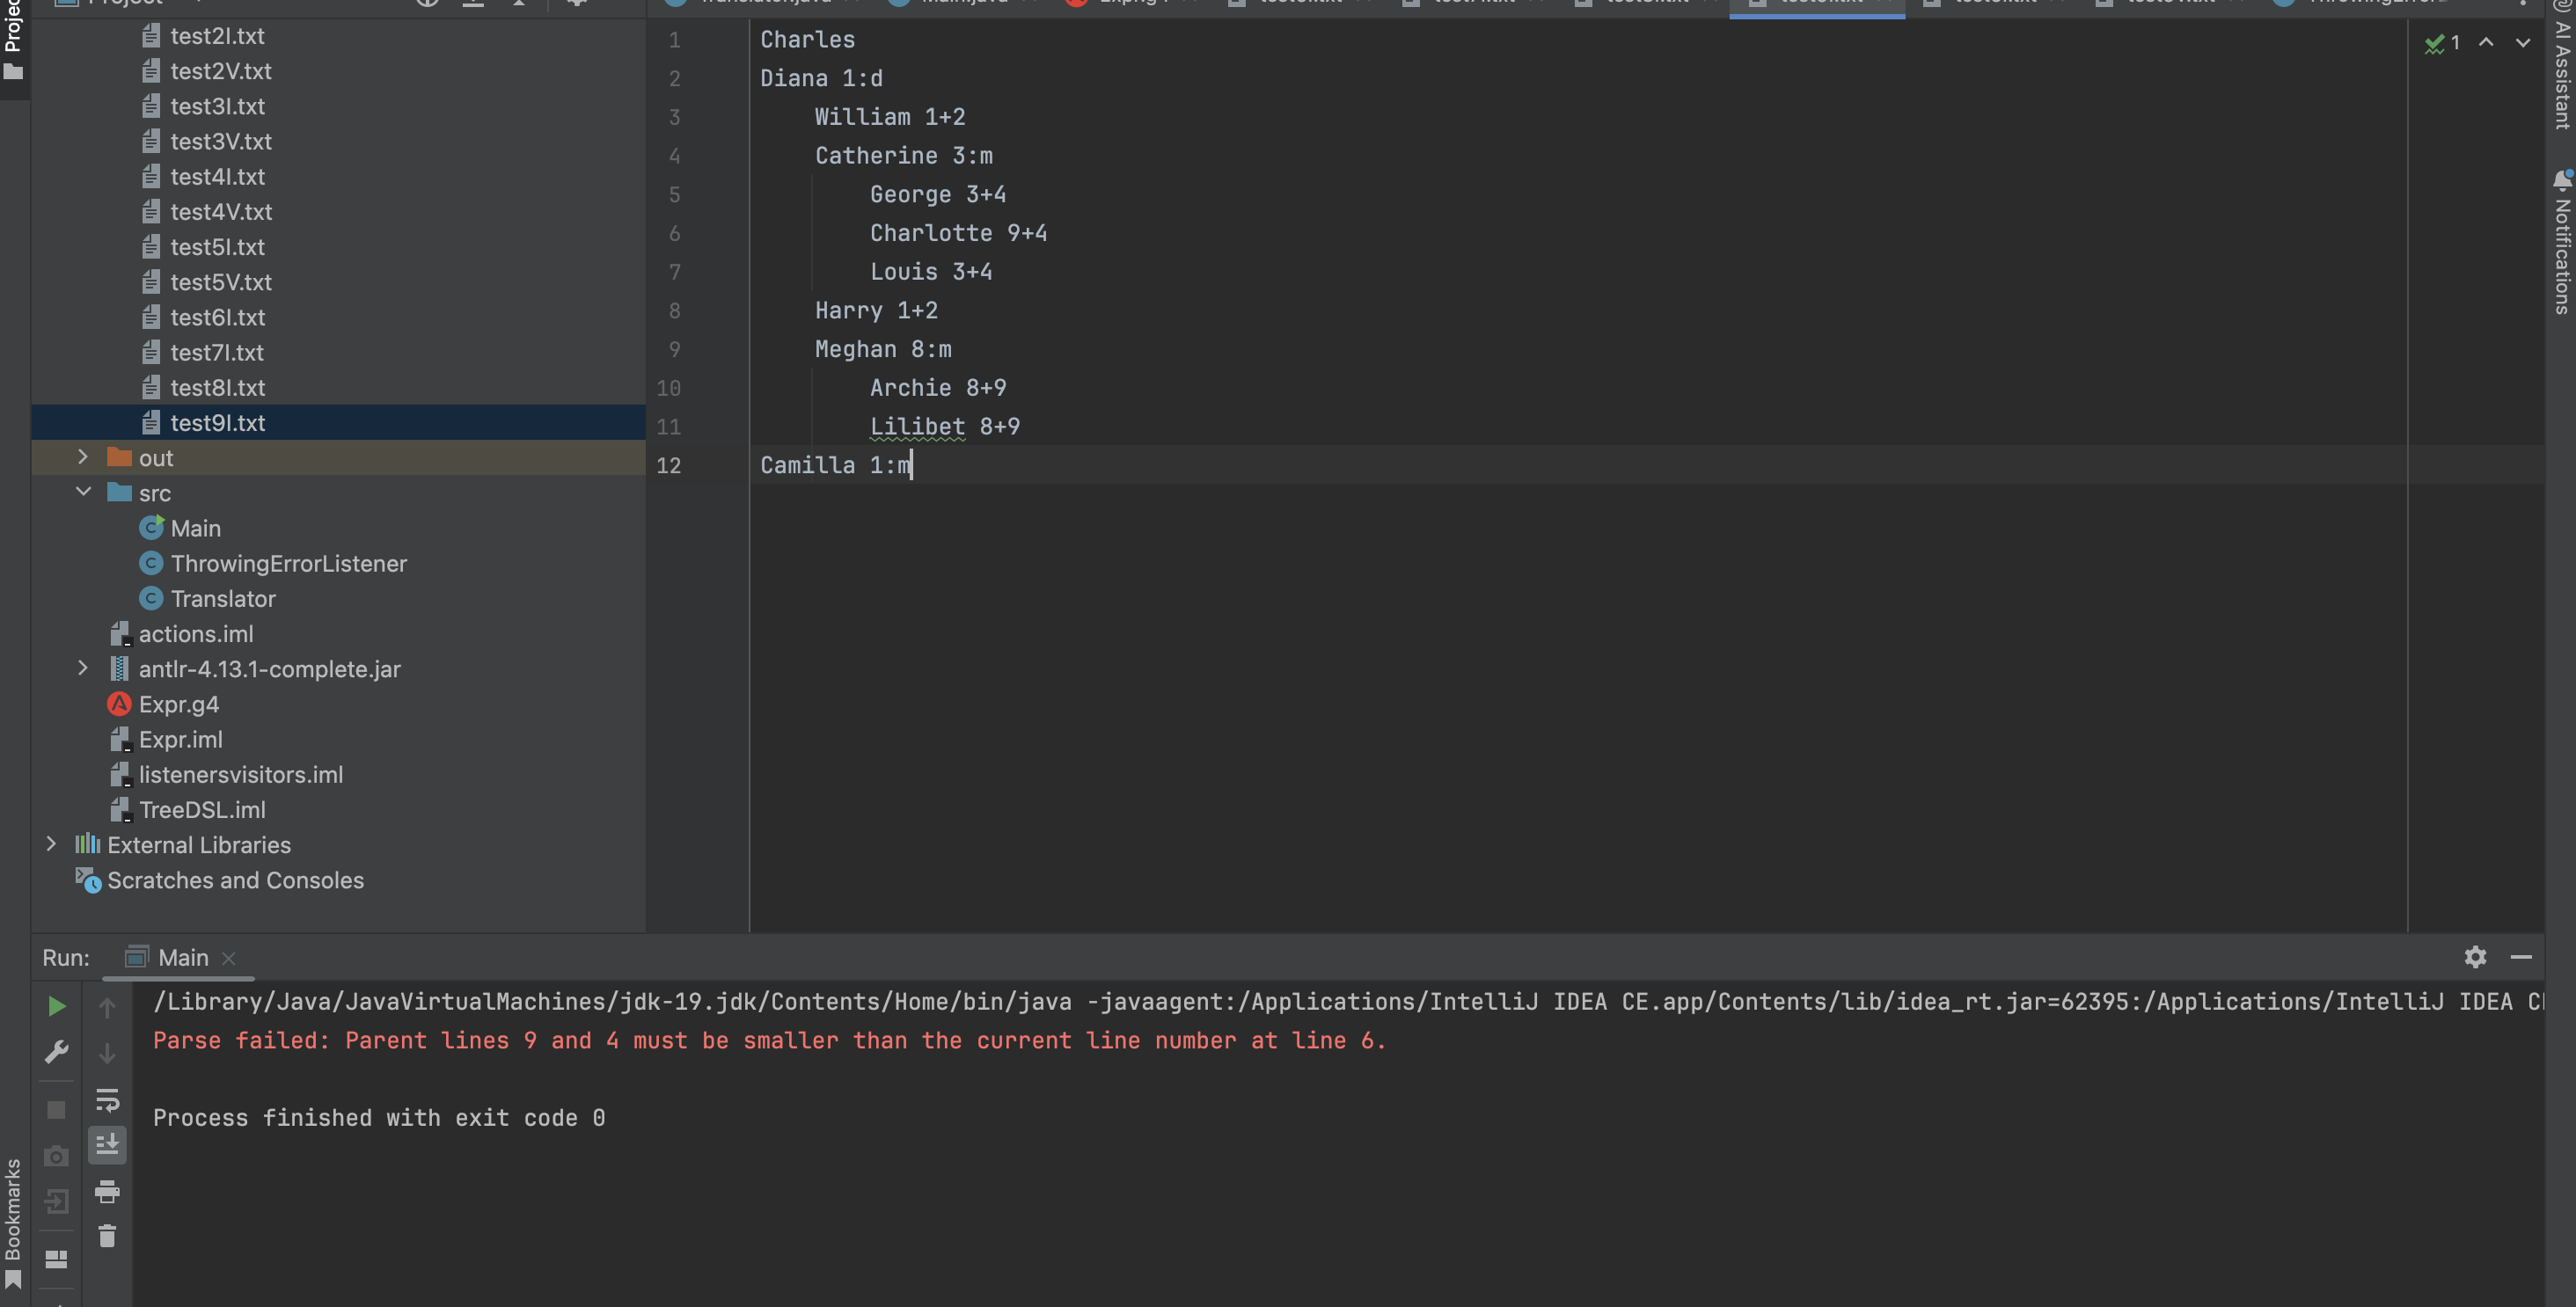 Project
test2I.txt
test2V.txt
test3I.txt
test3V.txt
test4I.txt
test4V.txt
test5I.txt
test5V.txt
test6I.txt
test7I.txt
test8I.txt
test9I.txt
out
src
Main
ThrowingErrorListener
Translator
actions.iml
antlr-4.13.1-complete.jar
Expr.g4
Expr.iml
listenersvisitors.iml
TreeDSL.iml
External Libraries
Scratches and Consoles
1 Charles
2 Diana 1:d
3 William 1+2
4 Catherine 3:m
5 George 3+4
6 Charlotte 9+4
7 Louis 3+4
8 Harry 1+2
9 Meghan 8:m
10 Archie 8+9
11 Lilibet 8+9
12 Camilla 1:m
1
AI Assistant
Notifications
Run: Main
/Library/Java/JavaVirtualMachines/jdk-19.jdk/Contents/Home/bin/java -javaagent:/Applications/IntelliJ IDEA CE.app/Contents/lib/idea_rt.jar=62395:/Applications/IntelliJ IDEA
Parse failed: Parent lines 9 and 4 must be smaller than the current line number at line 6.
Process finished with exit code 0
Bookmarks